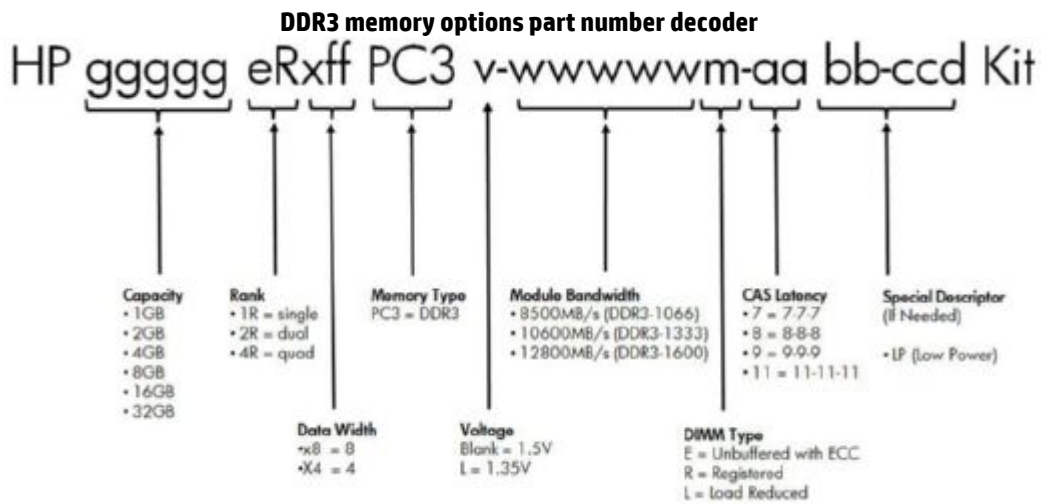 DDR3 memory options part number decoder
HP ggggg eRxff PC3 v-wwwwwm-aa bb-ccd Kit
Capacity
• 1GB
• 2GB
• 4GB
• 8GB
• 16GB
• 32GB
Rank
• 1R = single
• 2R = dual
• 4R = quad
Memory Type
PC3 = DDR3
Module Bandwidth
• 8500MB/s (DDR3-1066)
• 10600MB/s (DDR3-1333)
• 12800MB/s (DDR3-1600)
CAS Latency
• 7 = 7-7-7
• 8 = 8-8-8
• 9 = 9-9-9
• 11 = 11-11-11
Special Descriptor
(If Needed)
• LP (Low Power)
Data Width
•x8 = 8
•X4 = 4
Voltage
Blank = 1.5V
L = 1.35V
DIMM Type
E = Unbuffered with ECC
R = Registered
L = Load Reduced